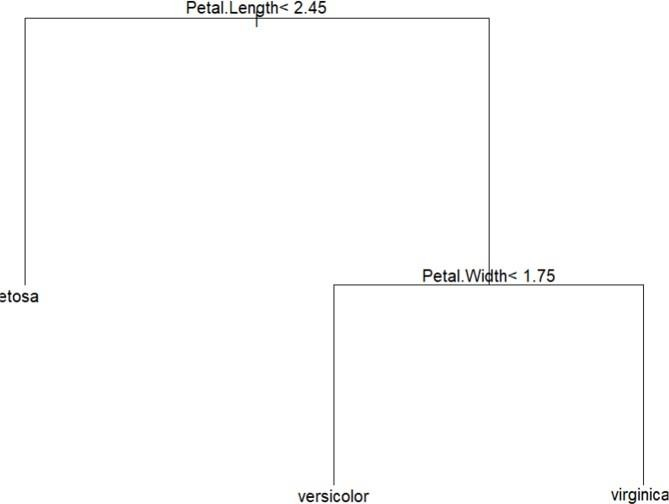 Petal.Length< 2.45
Petal.Width< 1.75
etosa
versicolor
virginica